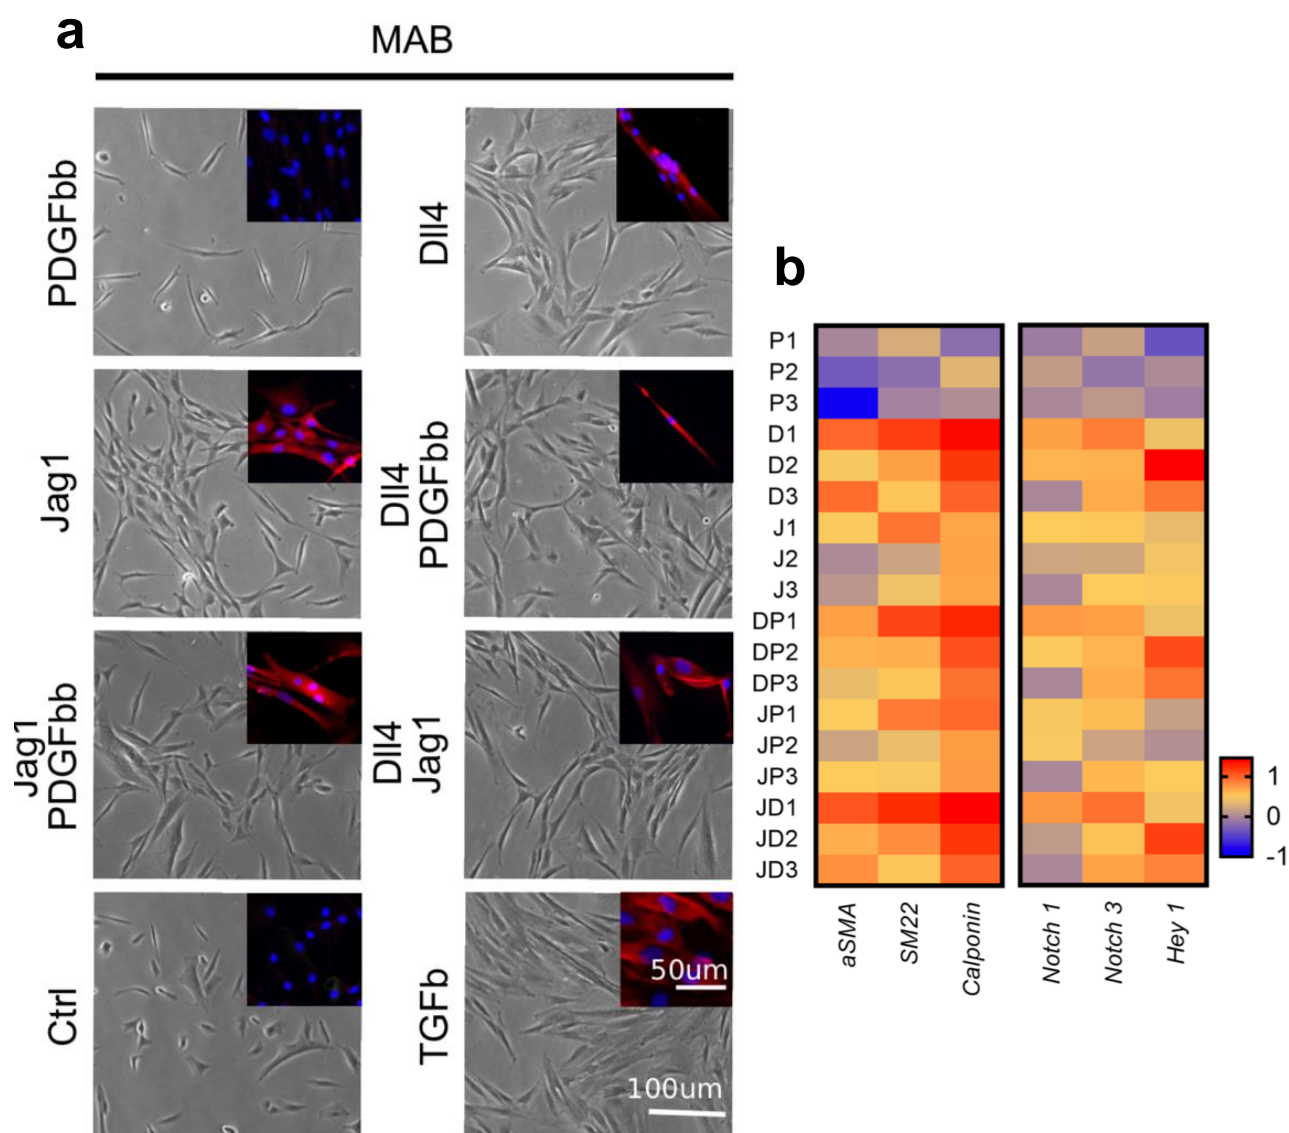 a
MAB
PDGFbb
Dll4
Jag1
Dll4
PDGFbb
Jag1
PDGFbb
Dll4
Jag1
Ctrl
TGFb
50um
100um
b
P1
P2
P3
D1
D2
D3
J1
J2
J3
DP1
DP2
DP3
JP1
JP2
JP3
JD1
JD2
JD3
aSMA
SM22
Calponin
Notch 1
Notch 3
Hey 1
1
0
-1